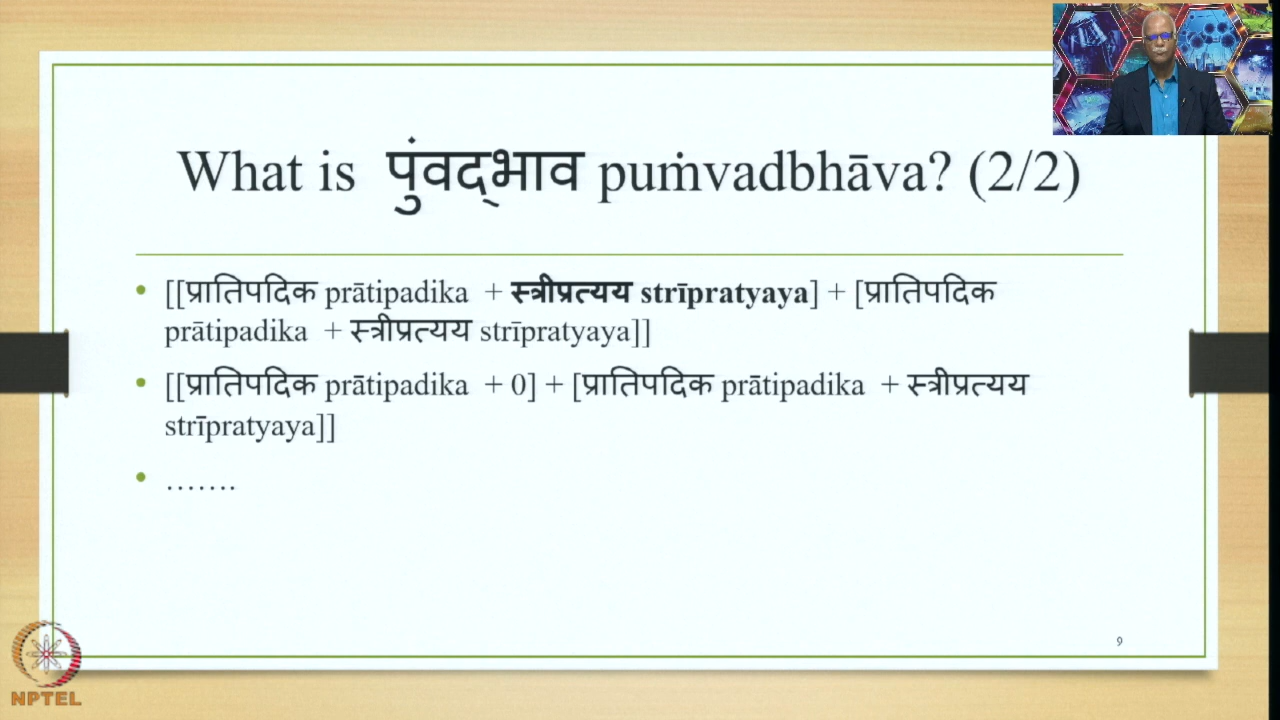 What is पुंवद्भाव puṁvadbhāva? (2/2)
• [[प्रातिपदिक prātipadika + स्त्रीप्रत्यय strīpratyaya] + [प्रातिपदिक
prātipadika + स्त्रीप्रत्यय strīpratyaya]]
• [[प्रातिपदिक prātipadika + 0] + [प्रातिपदिक prātipadika + स्त्रीप्रत्यय
strīpratyaya]]
• …….
9
NPTEL